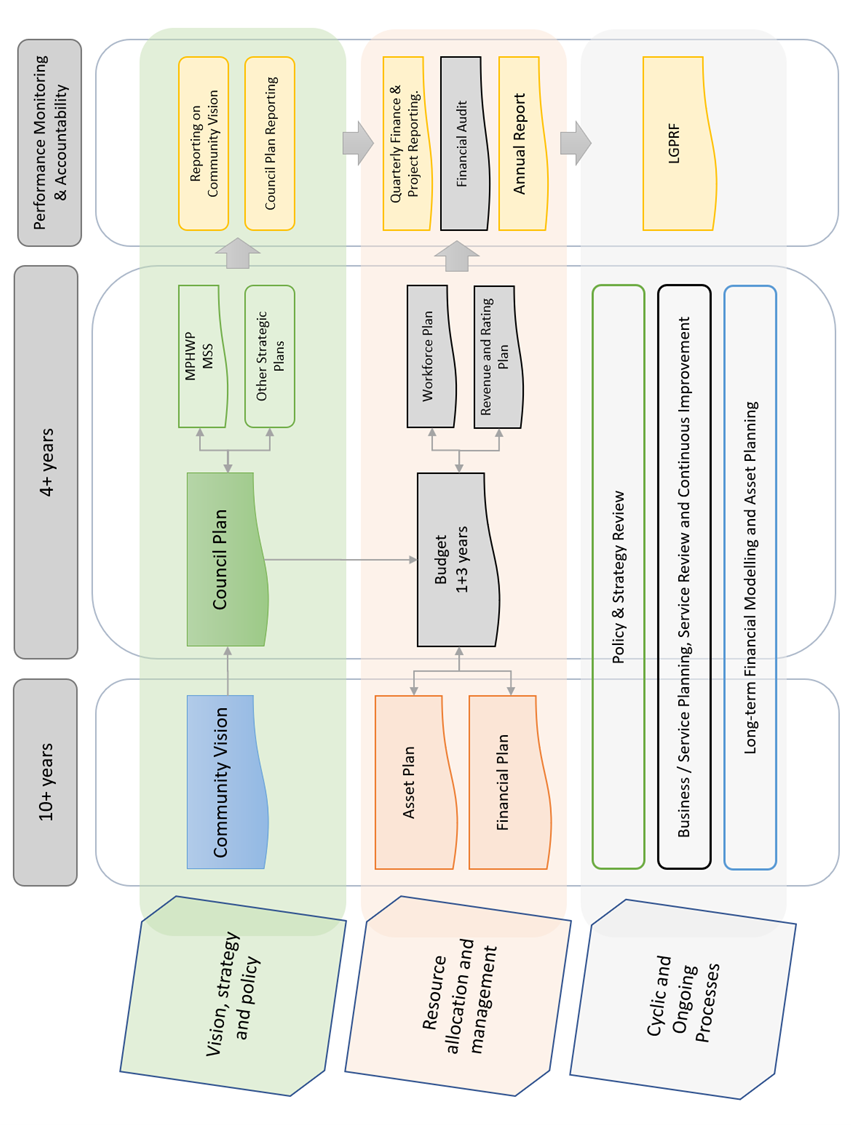 10+ years
4+ years
Performance Monitoring
& Accountability
Vision, strategy
and policy
Community Vision
Council Plan
MPHWP
MSS
Other Strategic
Plans
Reporting on
Community Vision
Council Plan Reporting
Resource
allocation and
management
Asset Plan
Financial Plan
Budget
1+3 years
Workforce Plan
Revenue and Rating
Plan
Quarterly Finance &
Project Reporting.
Financial Audit
Annual Report
Cyclic and
Ongoing
Processes
Policy & Strategy Review
Business / Service Planning, Service Review and Continuous Improvement
Long-term Financial Modelling and Asset Planning
LGPRF